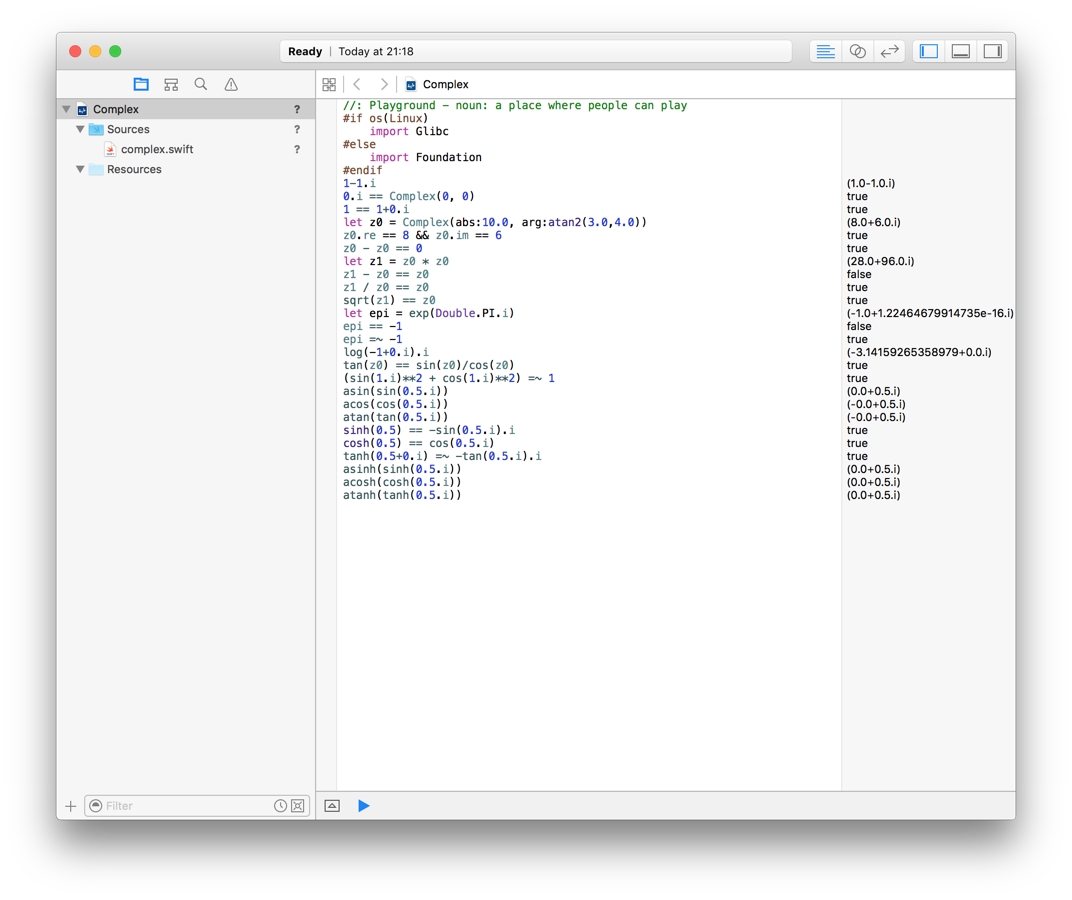 Ready | Today at 21:18
Complex ?
Sources ?
complex.swift ?
Resources
Filter
Complex
//: Playground - noun: a place where people can play
#if os(Linux)
    import Glibc
#else
    import Foundation
#endif
1-1.i (1.0-1.0.i)
0.i == Complex(0, 0) true
1 == 1+0.i true
let z0 = Complex(abs:10.0, arg:atan2(3.0,4.0)) (8.0+6.0.i)
z0.re == 8 && z0.im == 6 true
z0 - z0 == 0 true
let z1 = z0 * z0 (28.0+96.0.i)
z1 - z0 == z0 false
z1 / z0 == z0 true
sqrt(z1) == z0 true
let epi = exp(Double.PI.i) (-1.0+1.22464679914735e-16.i)
epi == -1 false
epi =~ -1 true
log(-1+0.i).i (-3.14159265358979+0.0.i)
tan(z0) == sin(z0)/cos(z0) true
(sin(1.i)**2 + cos(1.i)**2) =~ 1 true
asin(sin(0.5.i)) (0.0+0.5.i)
acos(cos(0.5.i)) (-0.0+0.5.i)
atan(tan(0.5.i)) (-0.0+0.5.i)
sinh(0.5) == -sin(0.5.i).i true
cosh(0.5) == cos(0.5.i) true
tanh(0.5+0.i) =~ -tan(0.5.i).i true
asinh(sinh(0.5.i)) (0.0+0.5.i)
acosh(cosh(0.5.i)) (0.0+0.5.i)
atanh(tanh(0.5.i)) (0.0+0.5.i)